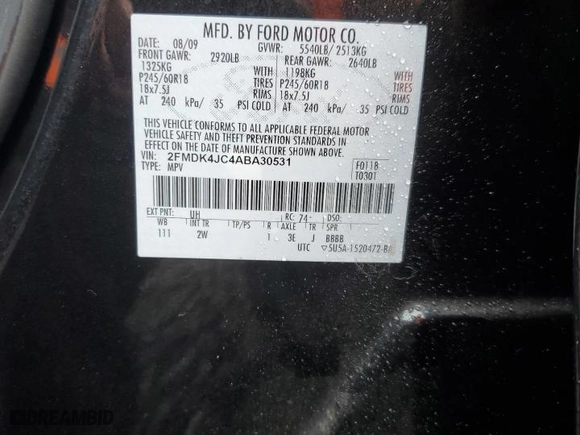 MFD. BY FORD MOTOR CO.
DATE: 08/09 GVWR: 5540LB/ 2513KG
FRONT GAWR: 2920LB REAR GAWR: 2640LB
1325KG WITH 1198KG WITH
P245/60R18 TIRES P245/60R18 TIRES
18x7.5J RIMS 18x7.5J RIMS
AT 240 kPa/ 35 PSI COLD AT 240 kPa/ 35 PSI COLD
THIS VEHICLE CONFORMS TO ALL APPLICABLE FEDERAL MOTOR
VEHICLE SAFETY AND THEFT PREVENTION STANDARDS IN
EFFECT ON THE DATE OF MANUFACTURE SHOWN ABOVE.
VIN: 2FMDK4JC4ABA30531 F0118
TYPE: MPV T0301
EXT PNT: UH RC: 74 DSO:
WB INT TR TP/PS R AXLE TR SPR
111 2W 1 3E J BBBB
UTC ▽5U5A-1520472-
DREAMBID